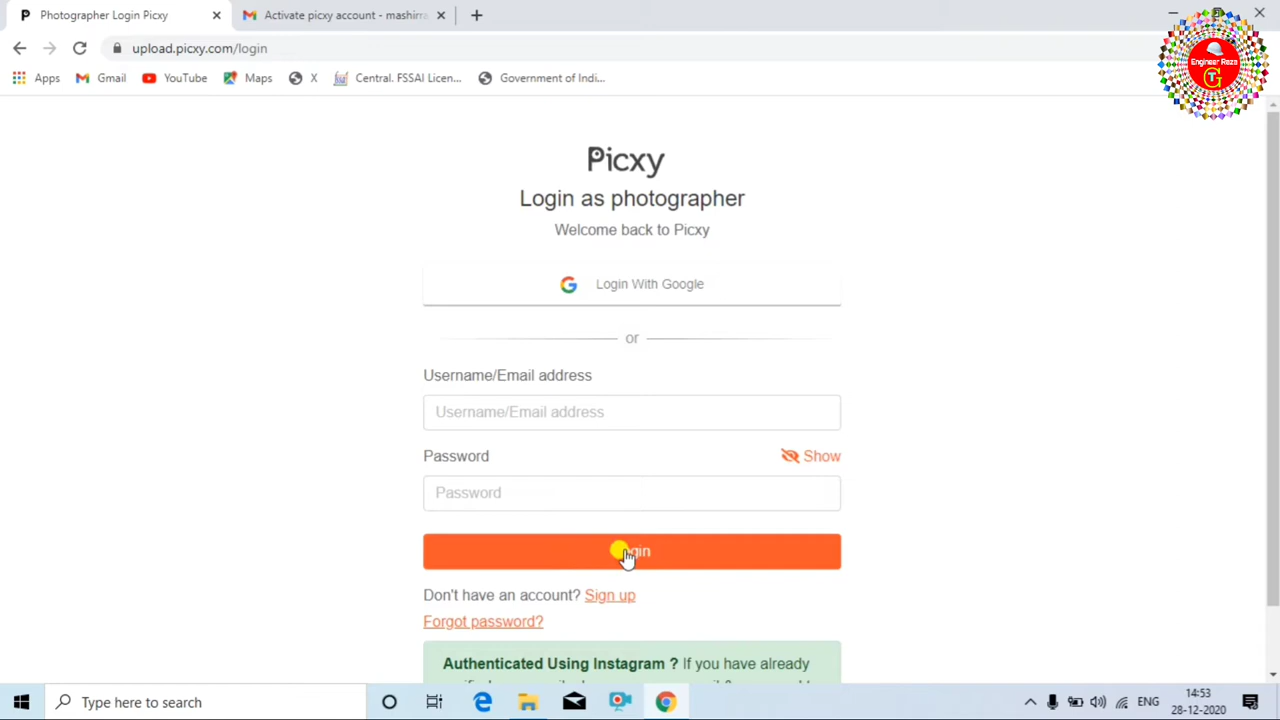 Photographer Login Picxy
Activate picxy account - mashirra
upload.picxy.com/login
Apps
Gmail
YouTube
Maps
X
Central. FSSAI Licen...
Government of Indi...
Engineer Reza
TG
Picxy
Login as photographer
Welcome back to Picxy
Login With Google
or
Username/Email address
Username/Email address
Password
Show
Password
Don't have an account? Sign up
Forgot password?
Authenticated Using Instagram ? If you have already
Type here to search
ENG
14:53
28-12-2020